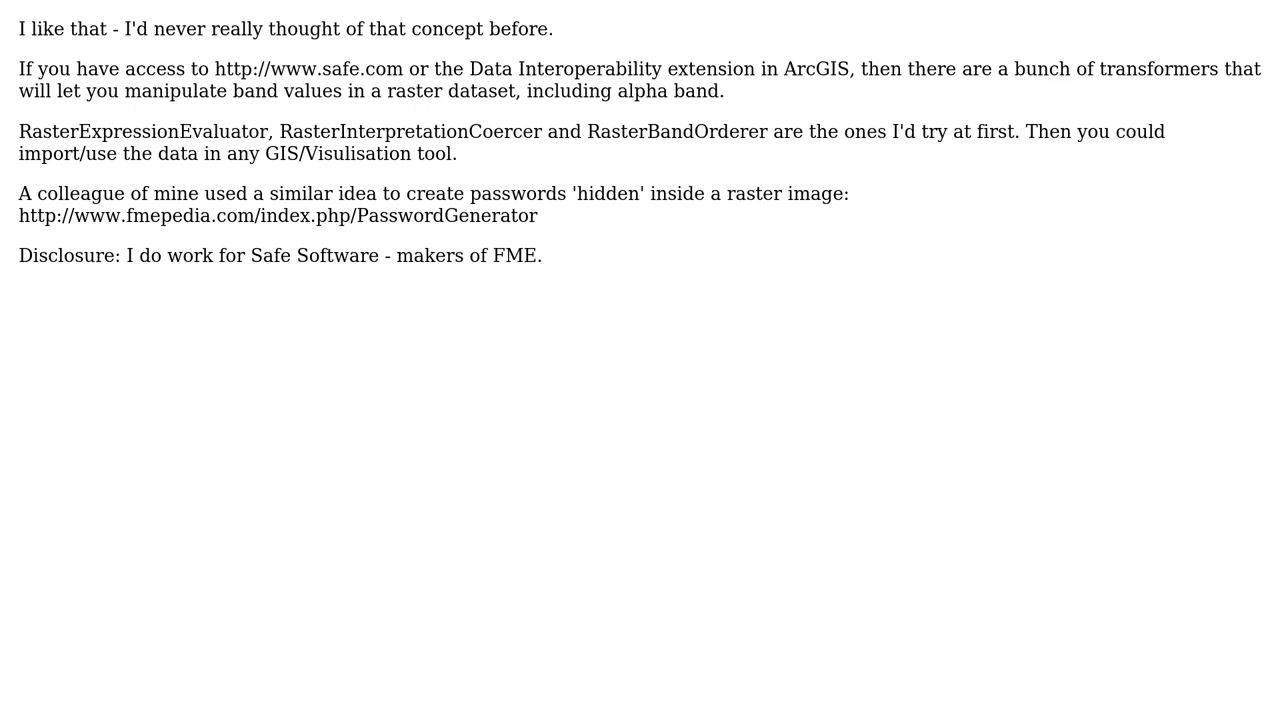 I like that - I'd never really thought of that concept before.
If you have access to http://www.safe.com or the Data Interoperability extension in ArcGIS, then there are a bunch of transformers that
will let you manipulate band values in a raster dataset, including alpha band.
RasterExpressionEvaluator, RasterInterpretationCoercer and RasterBandOrderer are the ones I'd try at first. Then you could
import/use the data in any GIS/Visulisation tool.
A colleague of mine used a similar idea to create passwords 'hidden' inside a raster image:
http://www.fmepedia.com/index.php/PasswordGenerator
Disclosure: I do work for Safe Software - makers of FME.